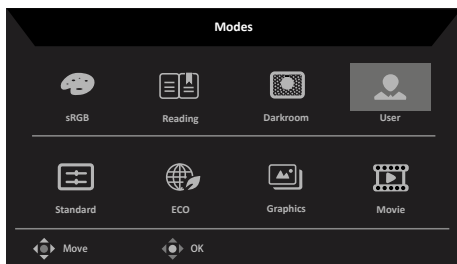 Modes
sRGB Reading Darkroom User
Standard ECO Graphics Movie
Move OK